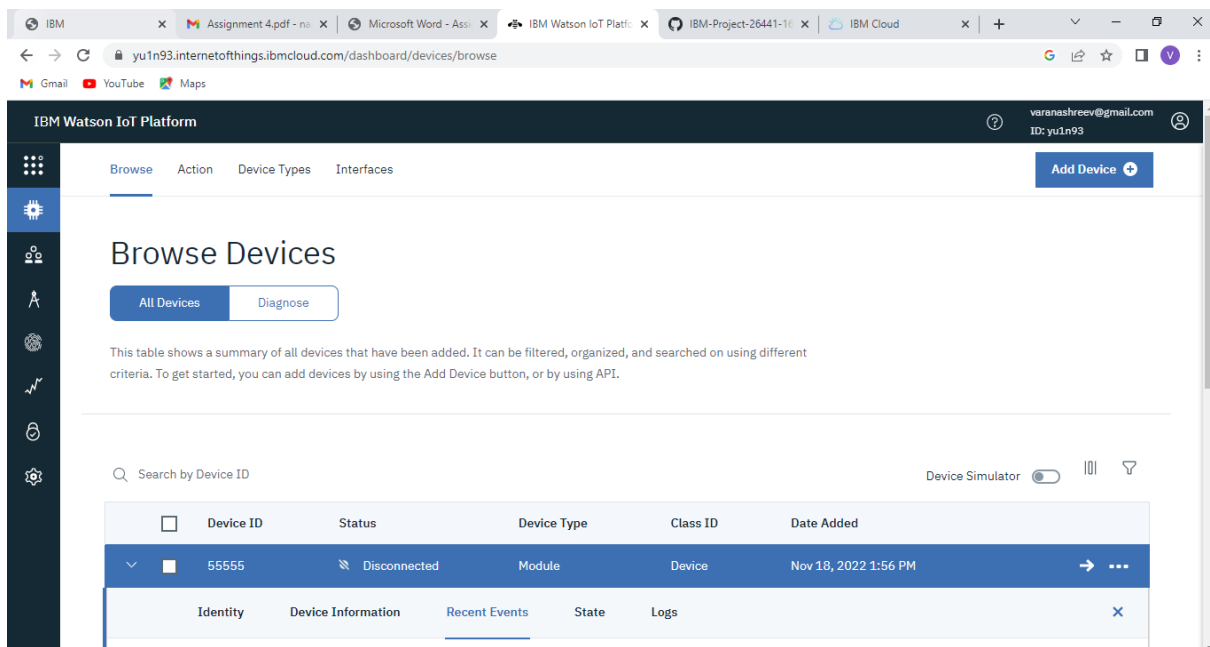 IBM
Assignment 4.pdf - na
Microsoft Word - Assi
IBM Watson IoT Platfo
IBM-Project-26441-16
IBM Cloud
yu1n93.internetofthings.ibmcloud.com/dashboard/devices/browse
V
Gmail YouTube Maps
IBM Watson IoT Platform
varanashreev@gmail.com
ID: yu1n93
Browse Action Device Types Interfaces
Add Device
Browse Devices
All Devices Diagnose
This table shows a summary of all devices that have been added. It can be filtered, organized, and searched on using different
criteria. To get started, you can add devices by using the Add Device button, or by using API.
Search by Device ID
Device Simulator
Device ID Status Device Type Class ID Date Added
55555 Disconnected Module Device Nov 18, 2022 1:56 PM
Identity Device Information Recent Events State Logs